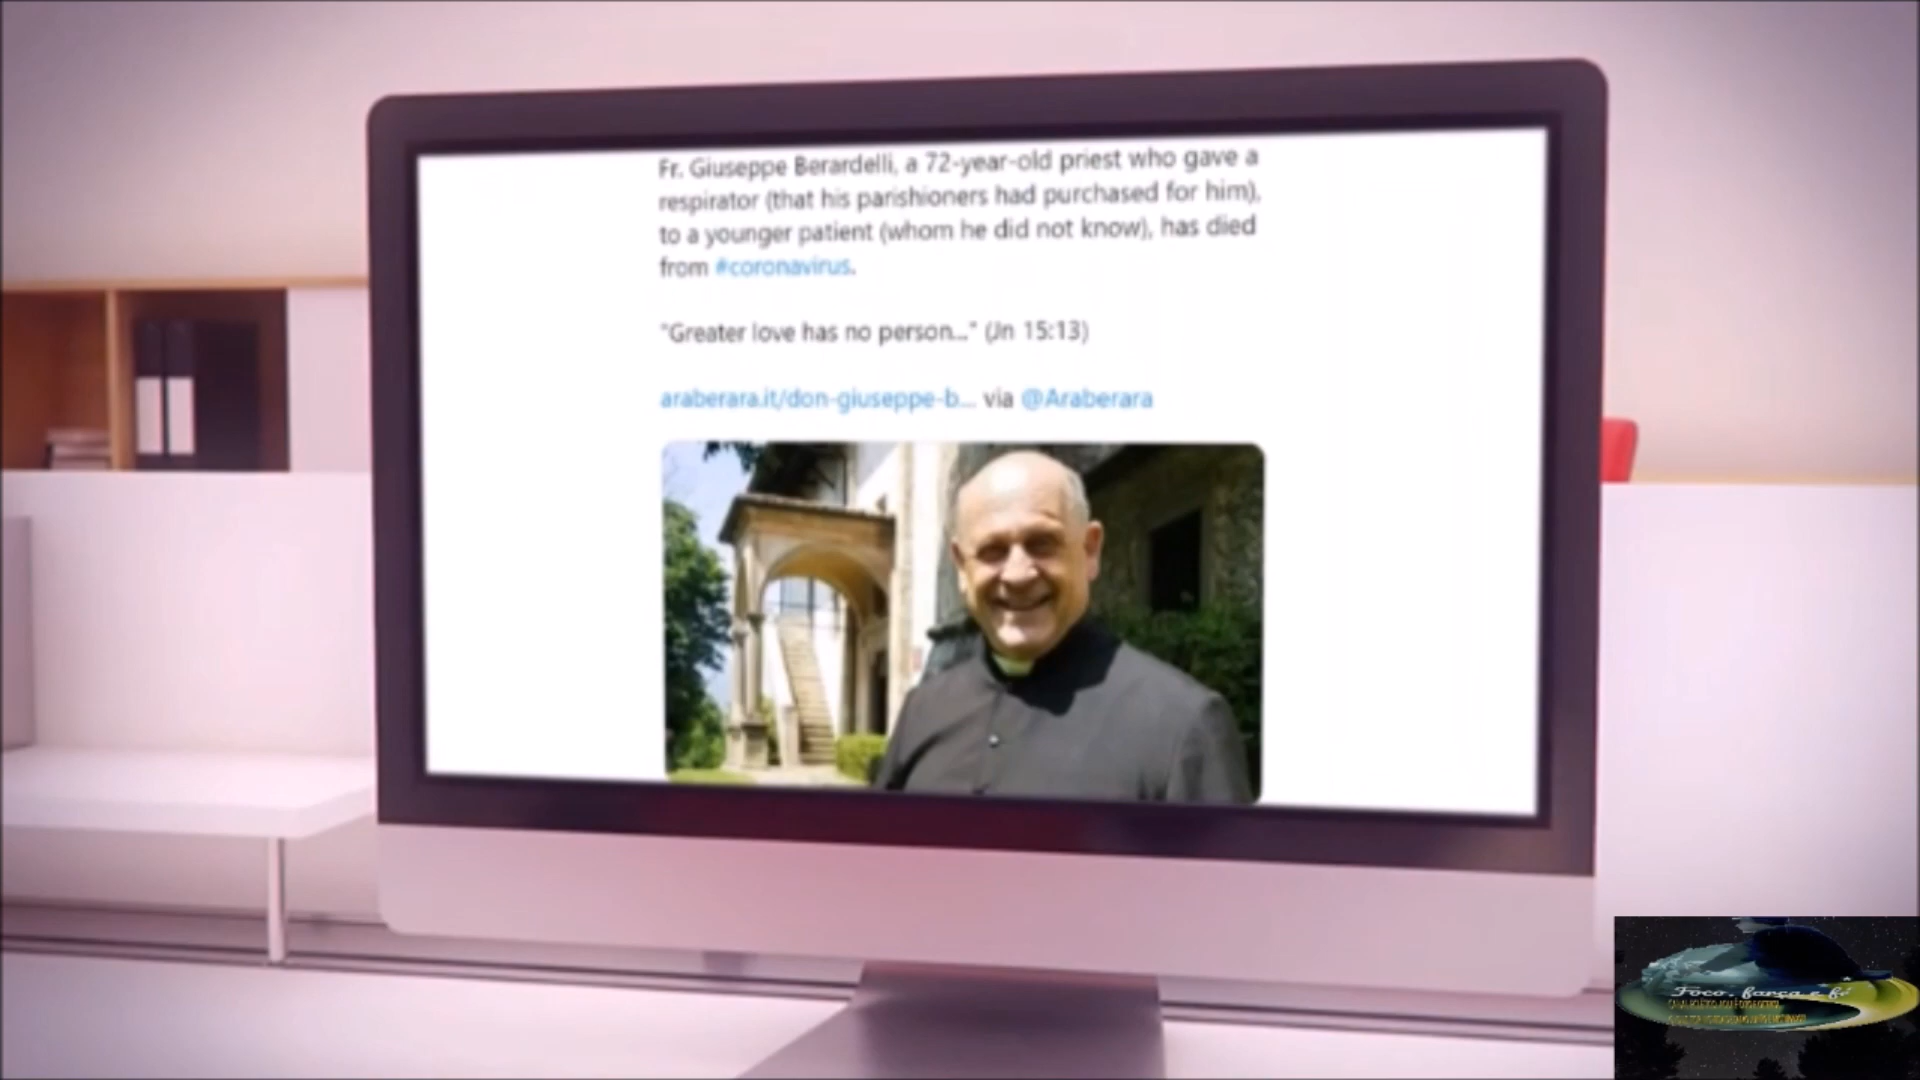 Fr. Giuseppe Berardelli, a 72-year-old priest who gave a
respirator (that his parishioners had purchased for him),
to a younger patient (whom he did not know), has died
from #coronavirus.
"Greater love has no person..." (Jn 15:13)
araberara.it/don-giuseppe-b... via @Araberara
Foco, força e fé